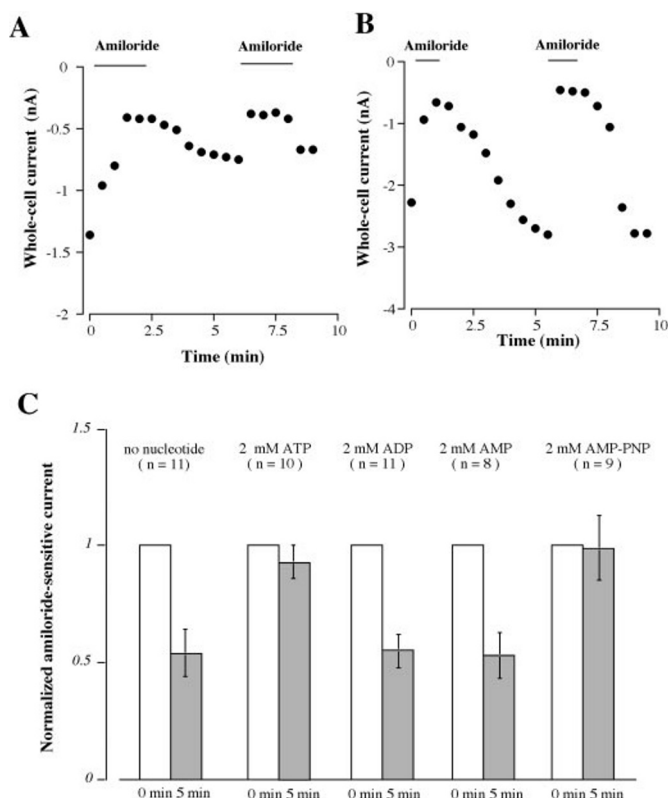 A
Amiloride Amiloride
0
-0.5
-1
-1.5
-2
Whole-cell current (nA)
0 2.5 5 7.5 10
Time (min)
B
Amiloride Amiloride
0
-1
-2
-3
-4
Whole-cell current (nA)
0 2.5 5 7.5 10
Time (min)
C
1.5
1
0.5
0
Normalized amiloride-sensitive current
no nucleotide 2 mM ATP 2 mM ADP 2 mM AMP 2 mM AMP-PNP
( n = 11) ( n = 10) ( n = 11) ( n = 8) ( n = 9)
0 min 5 min 0 min 5 min 0 min 5 min 0 min 5 min 0 min 5 min